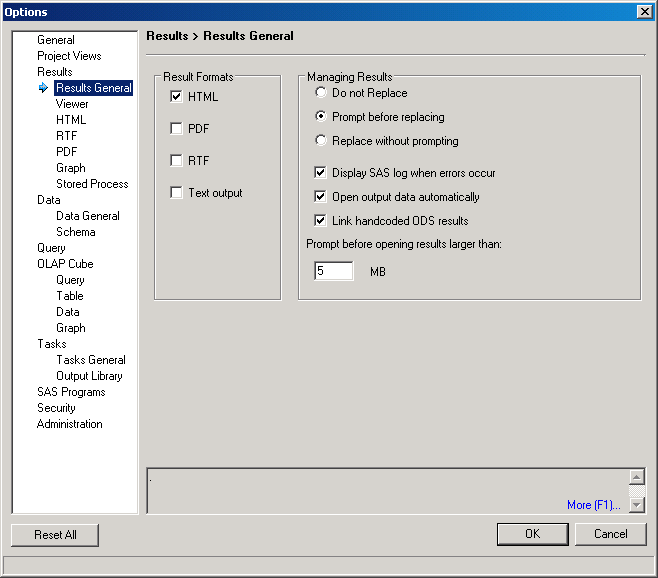 Options
General
Project Views
Results
Results General
Viewer
HTML
RTF
PDF
Graph
Stored Process
Data
Data General
Schema
Query
OLAP Cube
Query
Table
Data
Graph
Tasks
Tasks General
Output Library
SAS Programs
Security
Administration
Results > Results General
Result Formats
HTML
PDF
RTF
Text output
Managing Results
Do not Replace
Prompt before replacing
Replace without prompting
Display SAS log when errors occur
Open output data automatically
Link handcoded ODS results
Prompt before opening results larger than:
5 MB
.
More (F1)...
Reset All
OK
Cancel